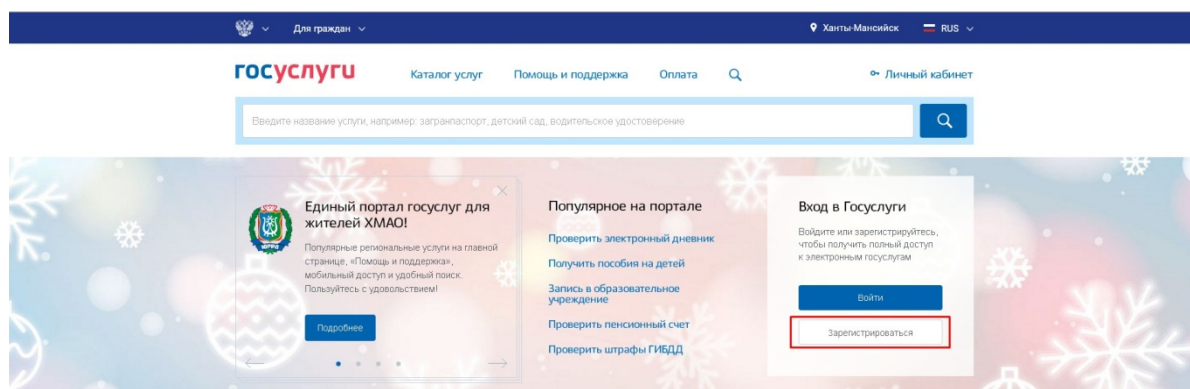 Для граждан
Ханты-Мансийск
RUS
госуслуги
Каталог услуг
Помощь и поддержка
Оплата
Личный кабинет
Введите название услуги, например: загранпаспорт, детский сад, водительское удостоверение
Единый портал госуслуг для
жителей ХМАО!
Популярные региональные услуги на главной
странице, «Помощь и поддержка»,
мобильный доступ и удобный поиск.
Пользуйтесь с удовольствием!
Подробнее
Популярное на портале
Проверить электронный дневник
Получить пособия на детей
Запись в образовательное
учреждение
Проверить пенсионный счет
Проверить штрафы ГИБДД
Вход в Госуслуги
Войдите или зарегистрируйтесь,
чтобы получить полный доступ
к электронным госуслугам
Войти
Зарегистрироваться